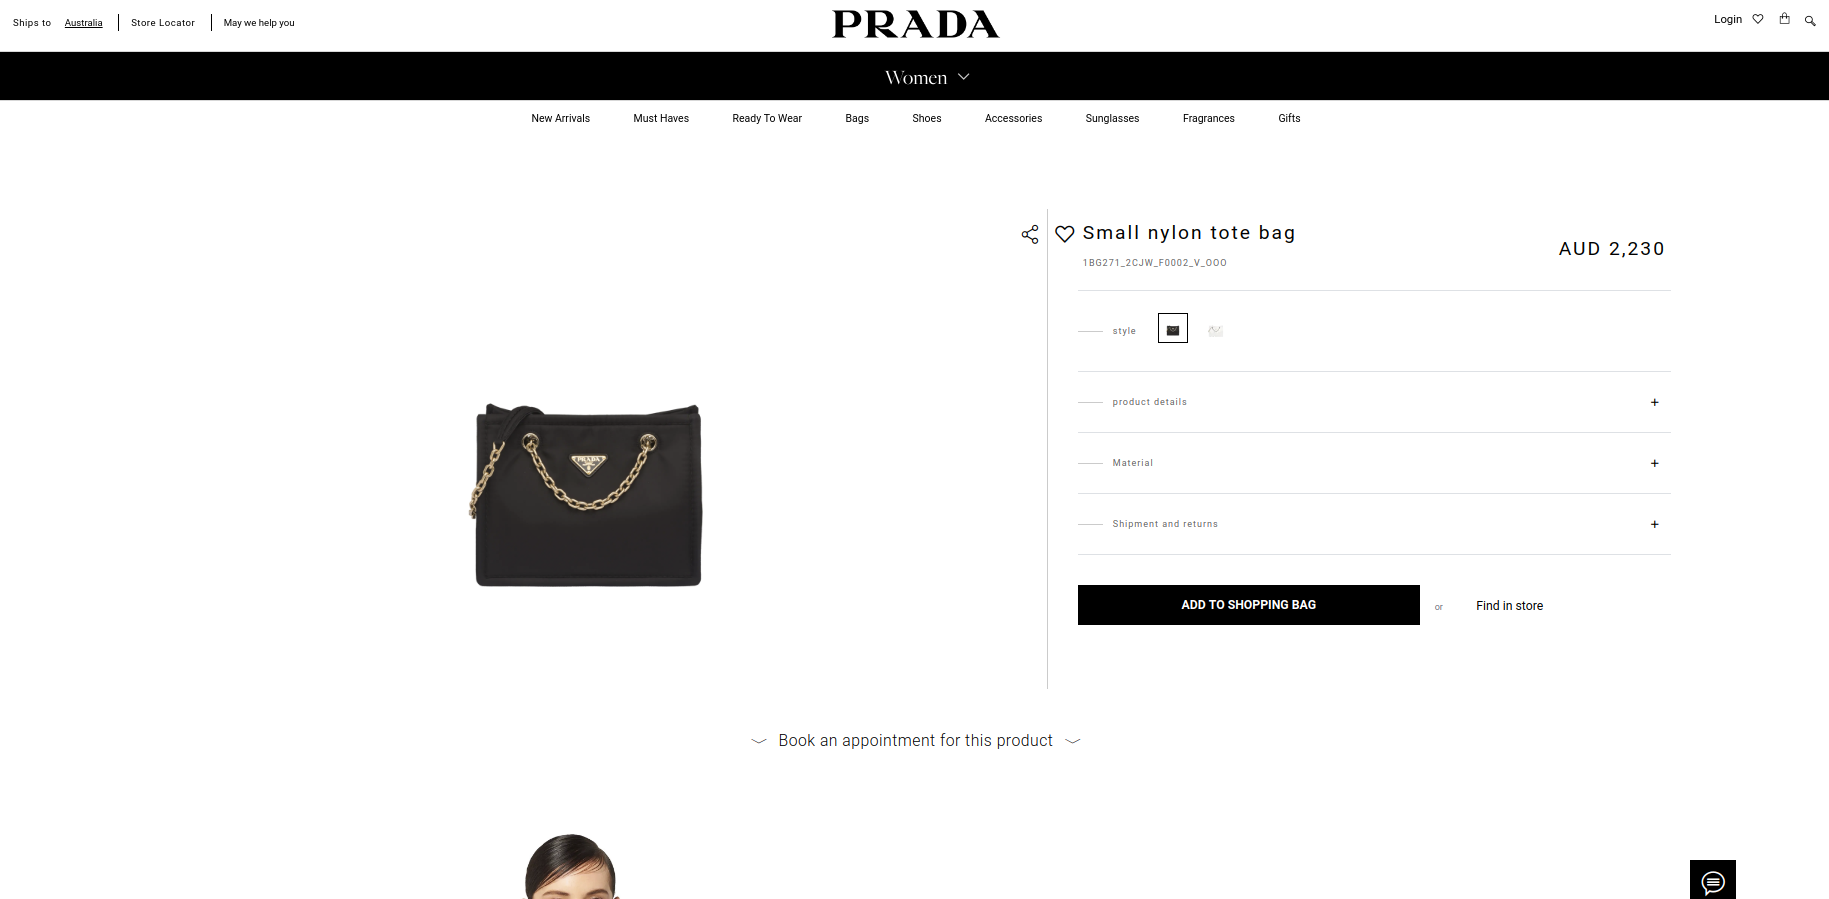 Ships to Australia Store Locator May we help you
PRADA
Login
Women
New Arrivals Must Haves Ready To Wear Bags Shoes Accessories Sunglasses Fragrances Gifts
Small nylon tote bag
AUD 2,230
1BG271_2CJW_F0002_V_OOO
style
PRADA
product details +
Material +
Shipment and returns +
ADD TO SHOPPING BAG or Find in store
Book an appointment for this product